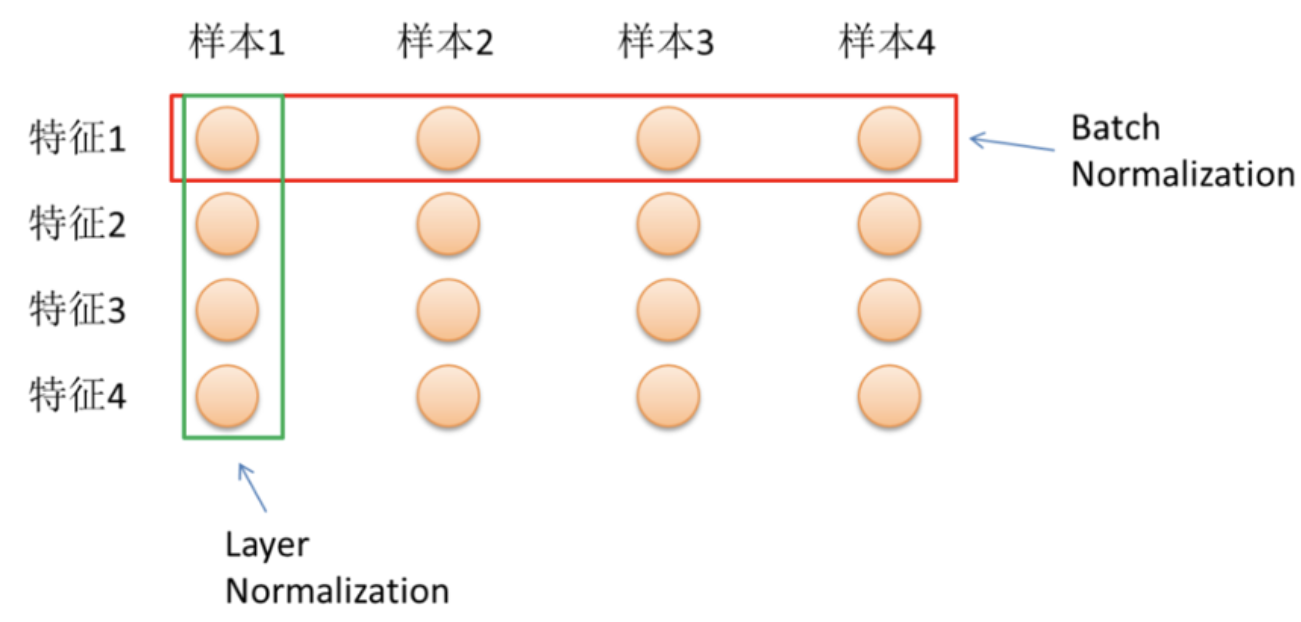 样本1 样本2 样本3 样本4
特征1
Batch
Normalization
特征2
特征3
特征4
Layer
Normalization